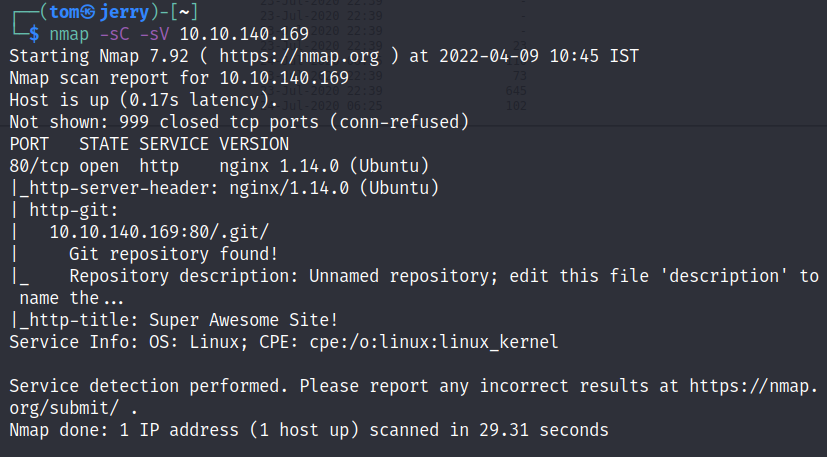 ┌──(tom㉿jerry)-[~]
└─$ nmap -sC -sV 10.10.140.169
Starting Nmap 7.92 ( https://nmap.org ) at 2022-04-09 10:45 IST
Nmap scan report for 10.10.140.169
Host is up (0.17s latency).
Not shown: 999 closed tcp ports (conn-refused)
PORT   STATE SERVICE VERSION
80/tcp open  http    nginx 1.14.0 (Ubuntu)
|_http-server-header: nginx/1.14.0 (Ubuntu)
| http-git:
|   10.10.140.169:80/.git/
|     Git repository found!
|_    Repository description: Unnamed repository; edit this file 'description' to
 name the...
|_http-title: Super Awesome Site!
Service Info: OS: Linux; CPE: cpe:/o:linux:linux_kernel

Service detection performed. Please report any incorrect results at https://nmap.
org/submit/ .
Nmap done: 1 IP address (1 host up) scanned in 29.31 seconds